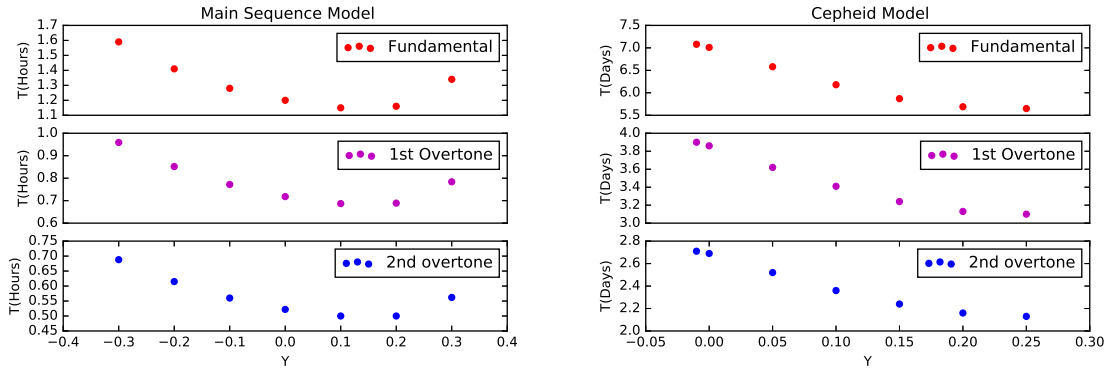 Main Sequence Model
T(Hours)
1.7
1.6
1.5
1.4
1.3
1.2
1.1
Fundamental
T(Hours)
1.0
0.9
0.8
0.7
0.6
1st Overtone
T(Hours)
0.75
0.70
0.65
0.60
0.55
0.50
0.45
2nd overtone
−0.4 −0.3 −0.2 −0.1 0.0 0.1 0.2 0.3 0.4
Y
Cepheid Model
T(Days)
7.5
7.0
6.5
6.0
5.5
Fundamental
T(Days)
4.0
3.8
3.6
3.4
3.2
3.0
1st Overtone
T(Days)
2.8
2.6
2.4
2.2
2.0
2nd overtone
−0.05 0.00 0.05 0.10 0.15 0.20 0.25 0.30
Y